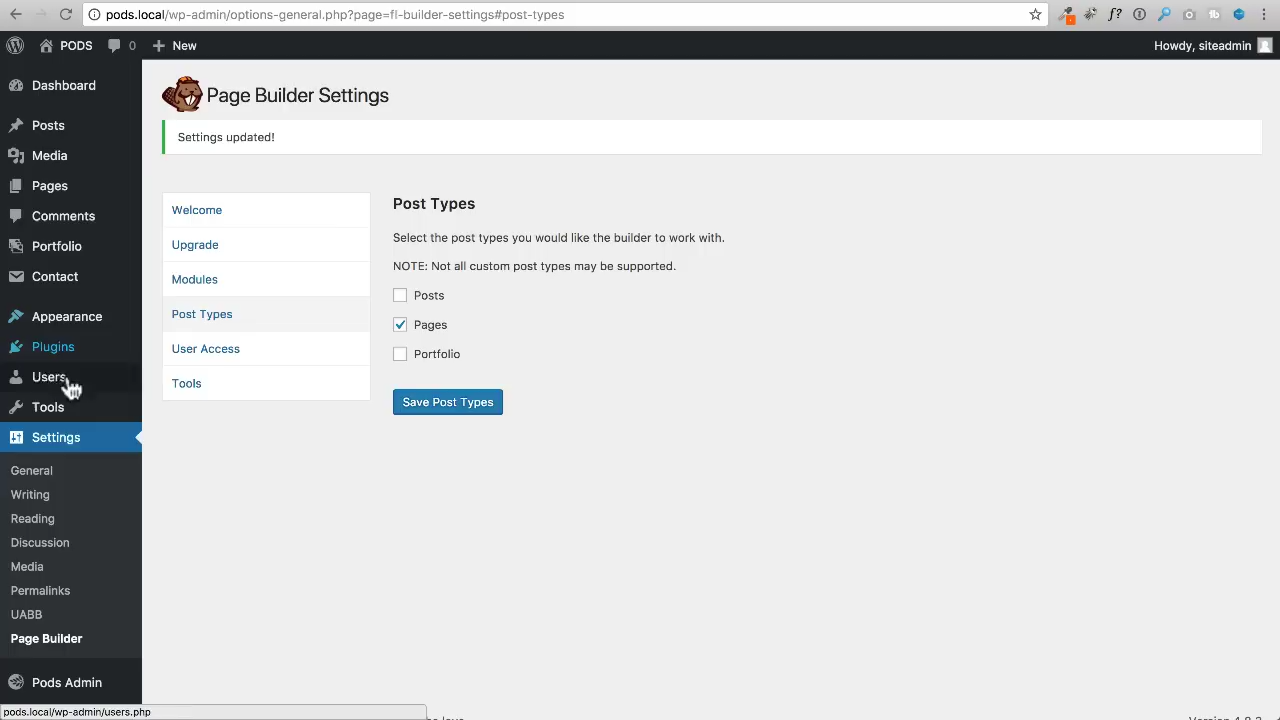 pods.local/wp-admin/options-general.php?page=fl-builder-settings#post-types
PODS 0 New
Howdy, siteadmin
Dashboard
Posts
Media
Pages
Comments
Portfolio
Contact
Appearance
Plugins
Users
Tools
Settings
General
Writing
Reading
Discussion
Media
Permalinks
UABB
Page Builder
Pods Admin
Page Builder Settings
Settings updated!
Welcome
Upgrade
Modules
Post Types
User Access
Tools
Post Types
Select the post types you would like the builder to work with.
NOTE: Not all custom post types may be supported.
Posts
Pages
Portfolio
Save Post Types
pods.local/wp-admin/users.php